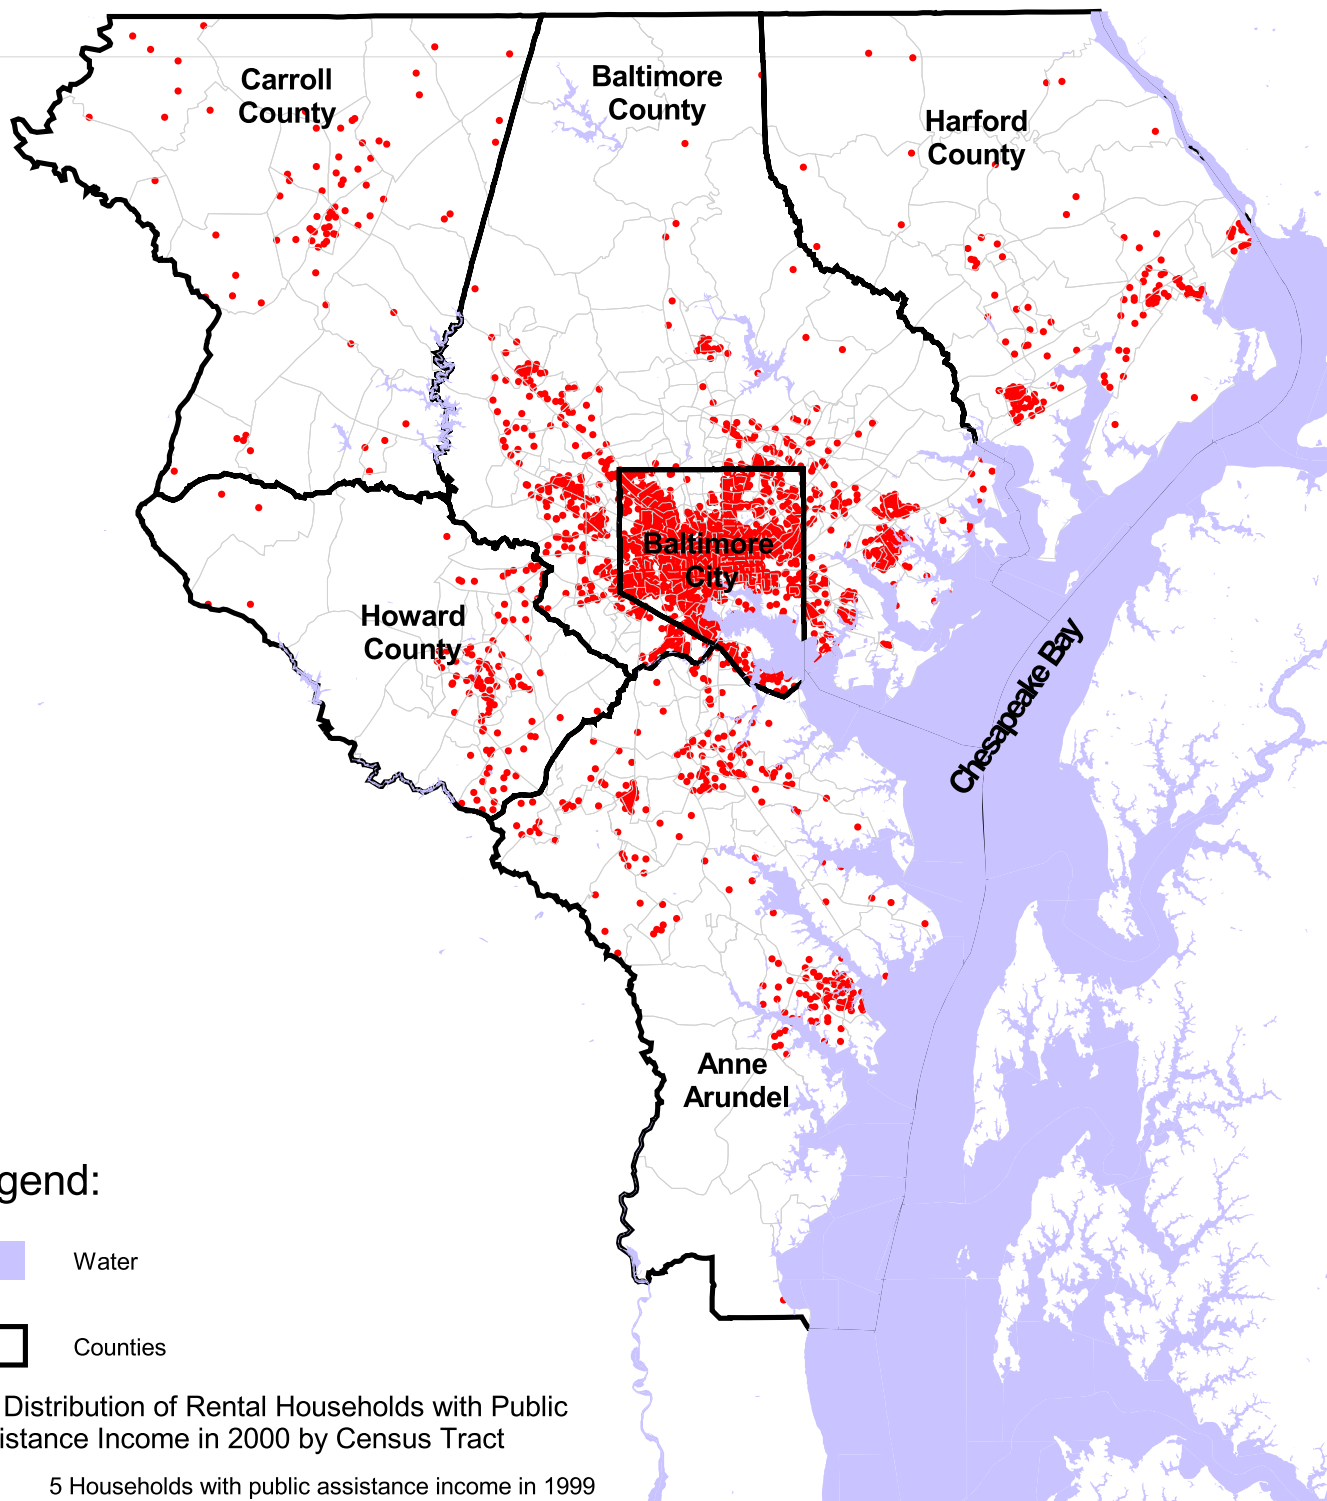 Carroll
County
Baltimore
County
Harford
County
Baltimore
City
Howard
County
Chesapeake Bay
Anne
Arundel
gend:
Water
Counties
Distribution of Rental Households with Public
istance Income in 2000 by Census Tract
5 Households with public assistance income in 1999